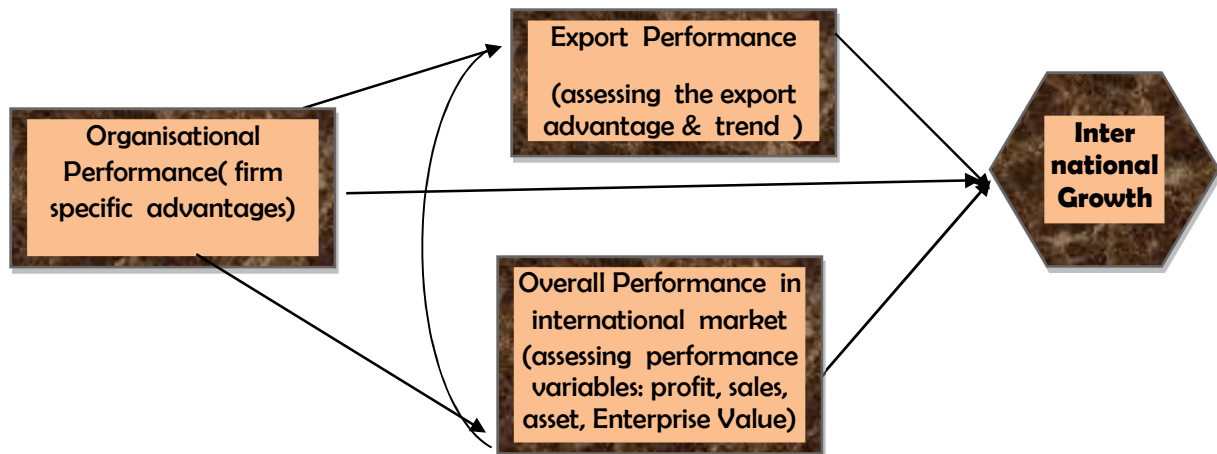 Organisational
Performance( firm
specific advantages)
Export Performance
(assessing the export
advantage & trend )
Overall Performance in
international market
(assessing performance
variables: profit, sales,
asset, Enterprise Value)
Inter
national
Growth